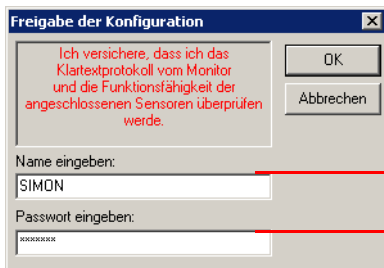 Freigabe der Konfiguration
Ich versichere, dass ich das
Klartextprotokoll vom Monitor
und die Funktionsfähigkeit der
angeschlossenen Sensoren überprüfen
werde.
OK
Abbrechen
Name eingeben:
SIMON
Passwort eingeben:
*******